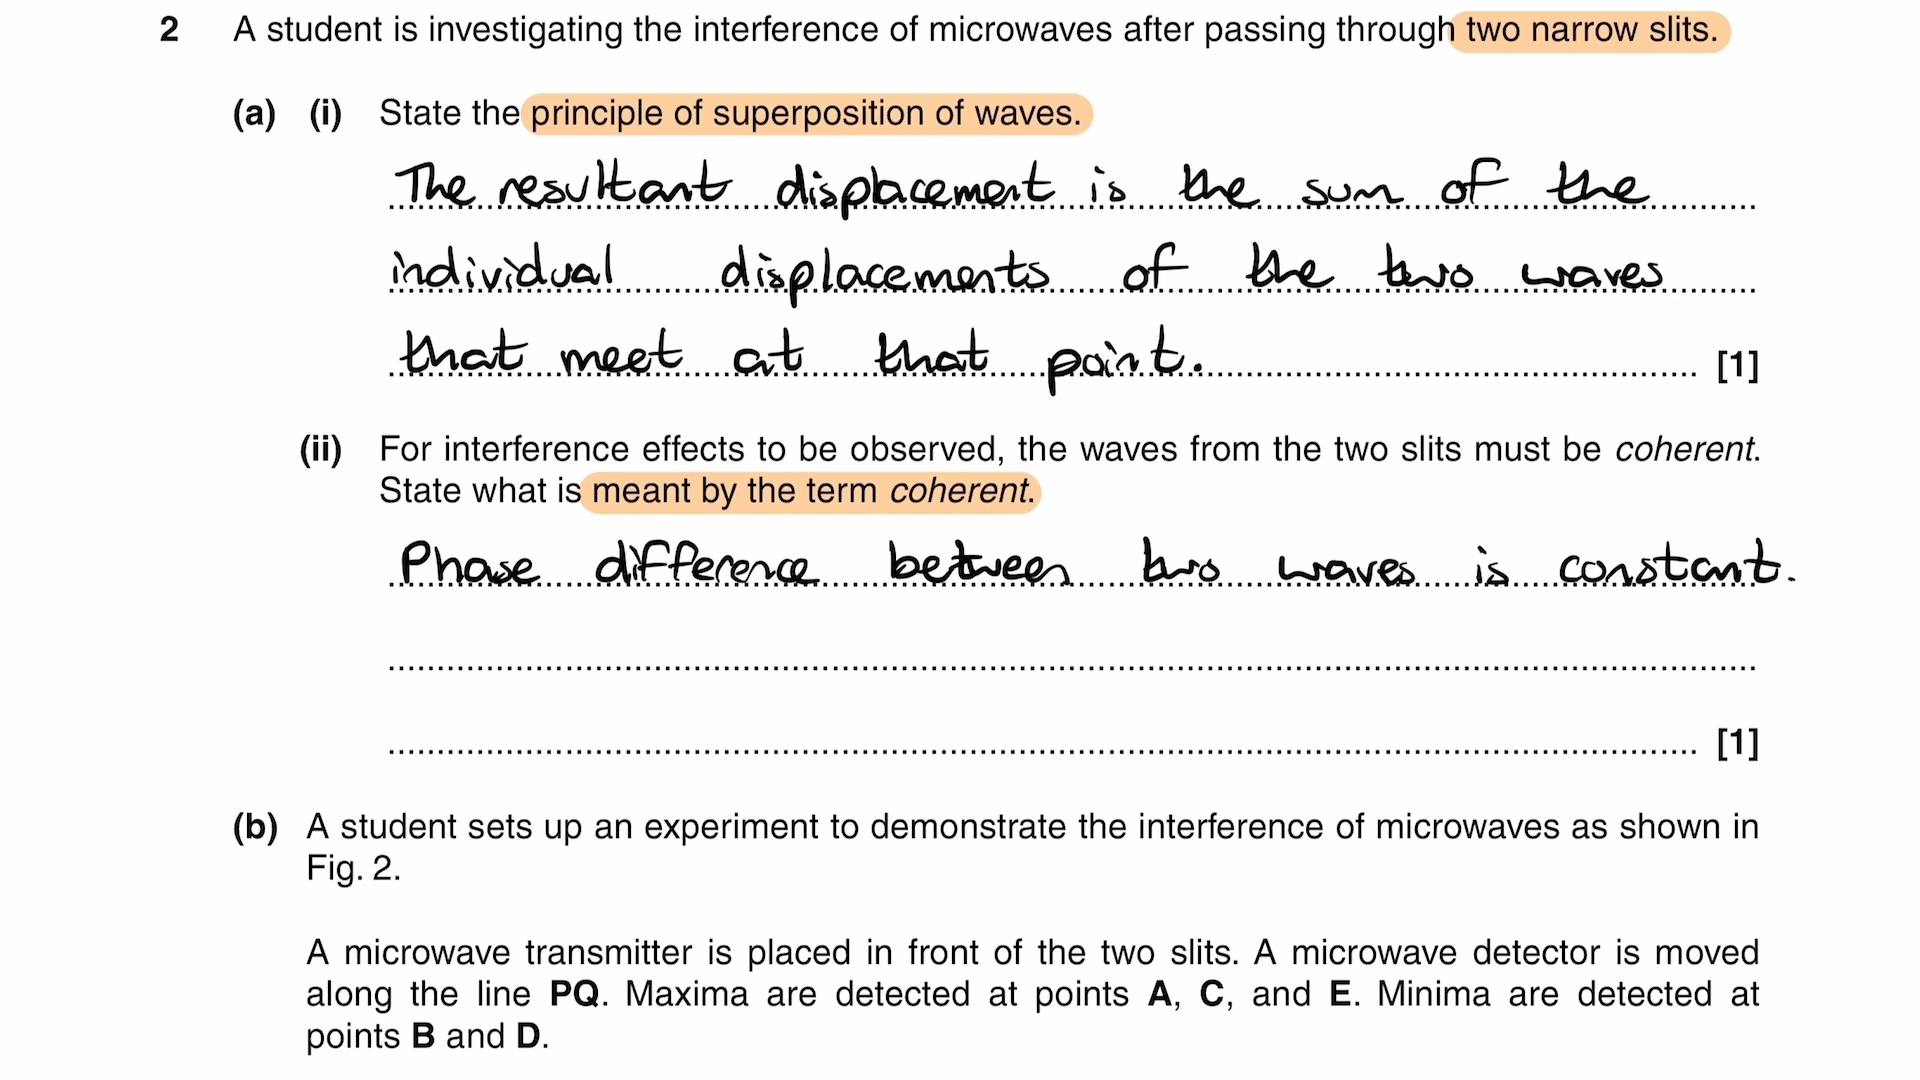 2 A student is investigating the interference of microwaves after passing through two narrow slits.
(a) (i) State the principle of superposition of waves.
The resultant displacement is the sum of the
individual displacements of the two waves
that meet at that point. [1]
(ii) For interference effects to be observed, the waves from the two slits must be coherent.
State what is meant by the term coherent.
Phase difference between two waves is constant.
[1]
(b) A student sets up an experiment to demonstrate the interference of microwaves as shown in
Fig. 2.
A microwave transmitter is placed in front of the two slits. A microwave detector is moved
along the line PQ. Maxima are detected at points A, C, and E. Minima are detected at
points B and D.